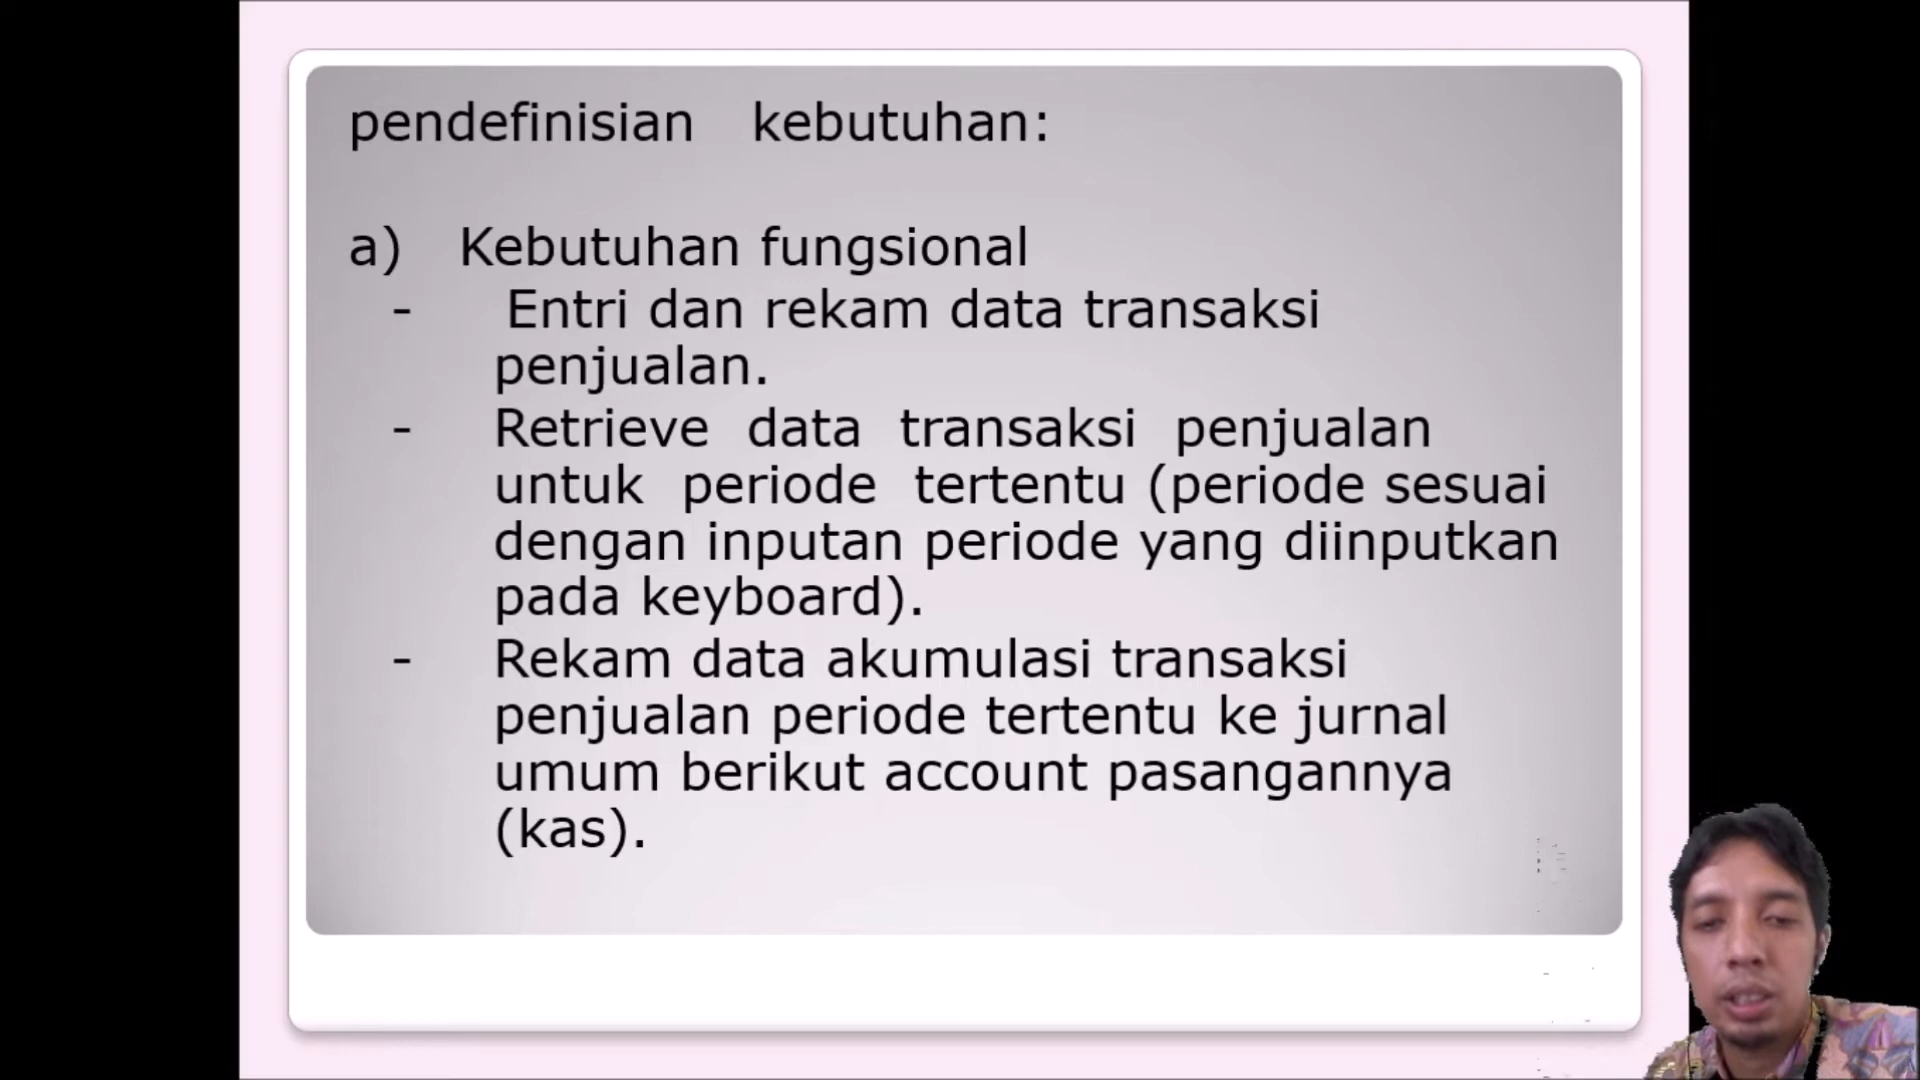 pendefinisian kebutuhan:
a) Kebutuhan fungsional
- Entri dan rekam data transaksi
penjualan.
- Retrieve data transaksi penjualan
untuk periode tertentu (periode sesuai
dengan inputan periode yang diinputkan
pada keyboard).
- Rekam data akumulasi transaksi
penjualan periode tertentu ke jurnal
umum berikut account pasangannya
(kas).